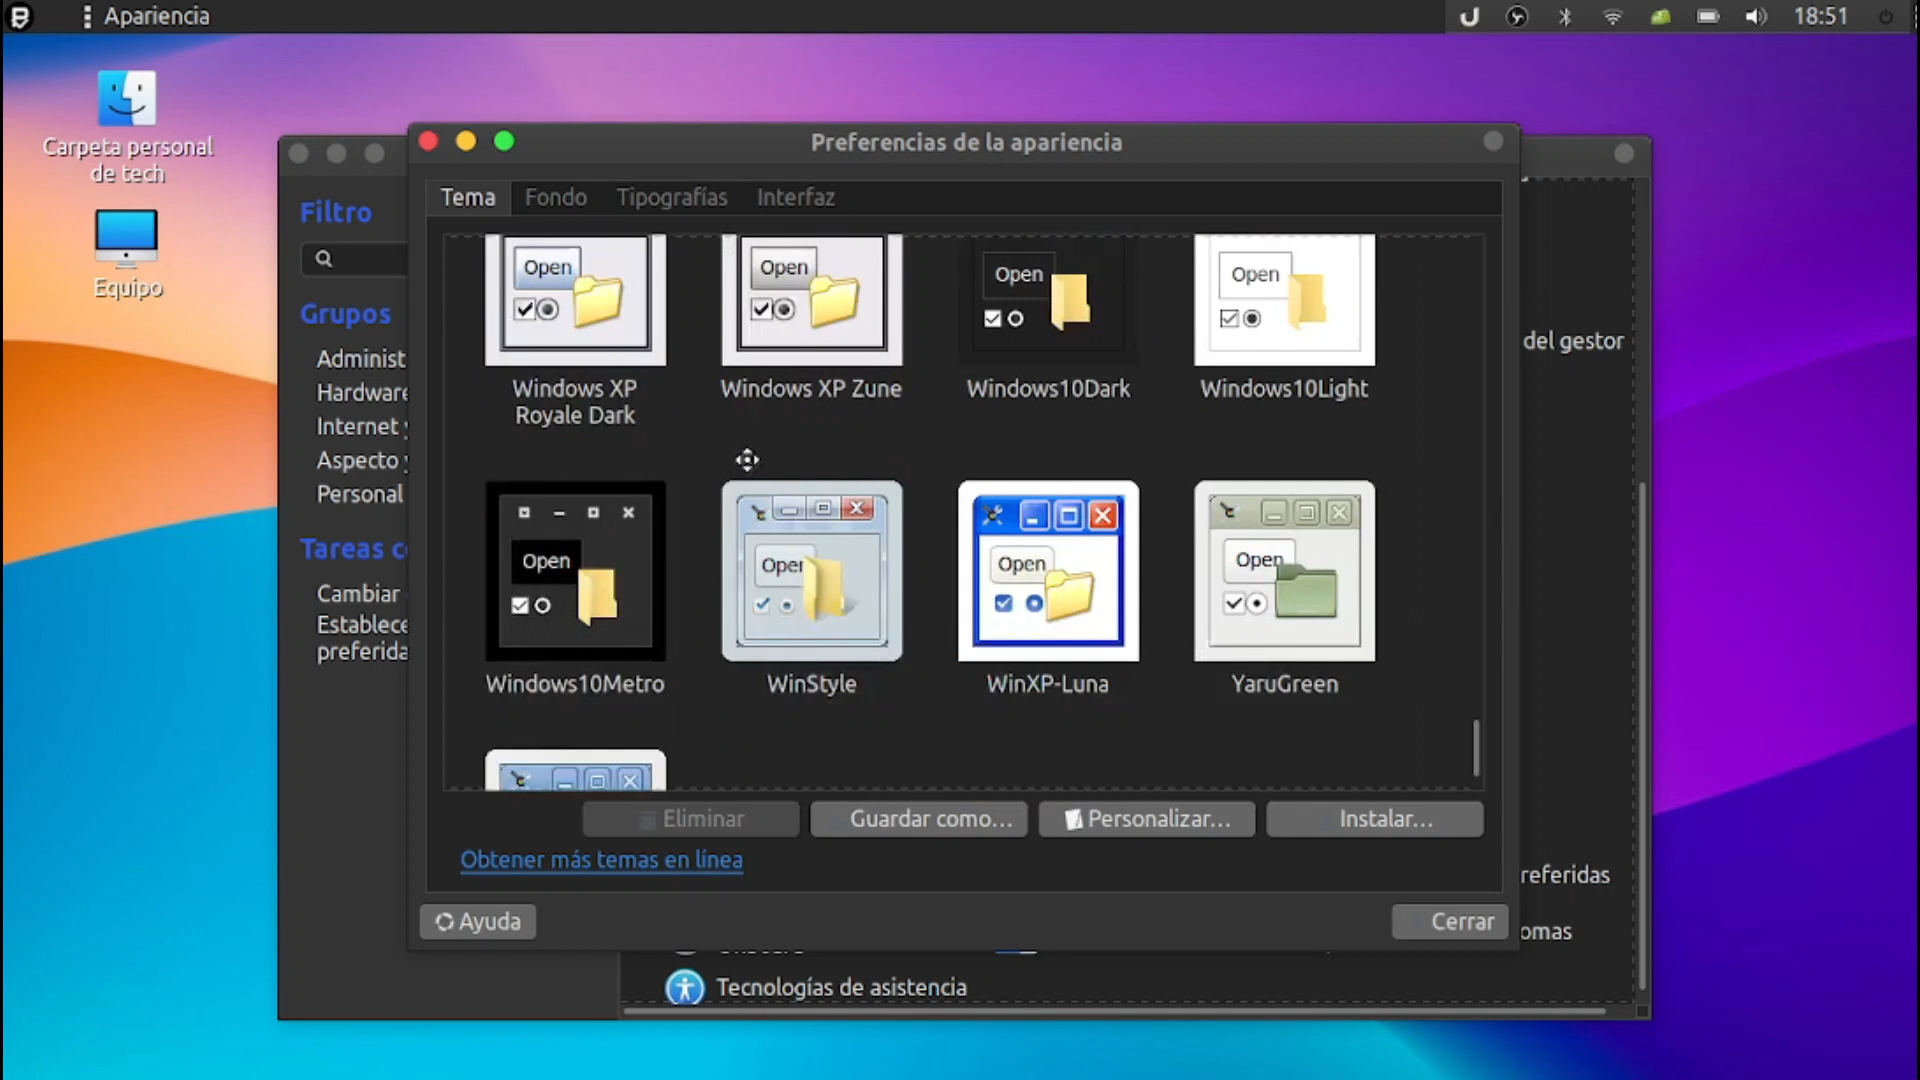 Apariencia
18:51
Carpeta personal
de tech
Equipo
Filtro
Grupos
Administ
Hardware
Internet y
Aspecto y
Personal
Tareas c
Cambiar
Establece
preferida
Preferencias de la apariencia
Tema
Fondo
Tipografías
Interfaz
Open
Open
Open
Open
Windows XP
Royale Dark
Windows XP Zune
Windows10Dark
Windows10Light
Open
Open
Open
Open
Windows10Metro
WinStyle
WinXP-Luna
YaruGreen
Eliminar
Guardar como...
Personalizar...
Instalar...
Obtener más temas en línea
Ayuda
Cerrar
del gestor
referidas
omas
Tecnologías de asistencia